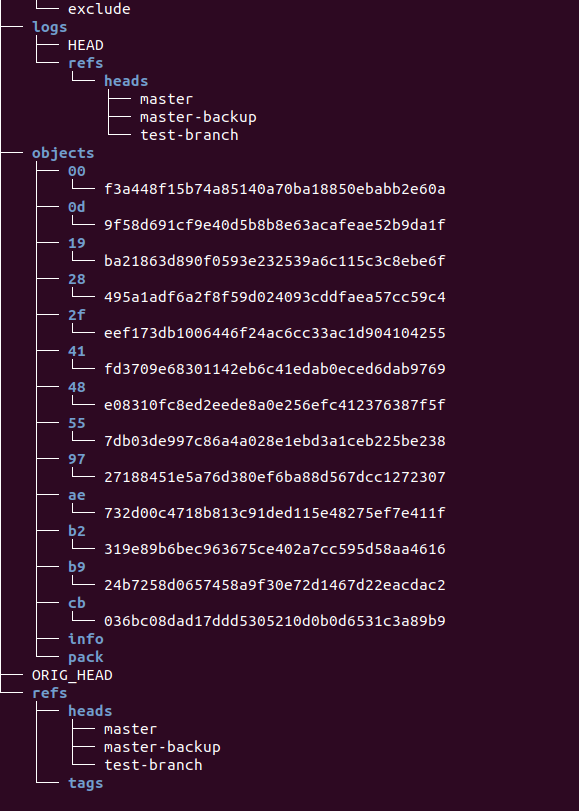 exclude
logs
HEAD
refs
heads
master
master-backup
test-branch
objects
00
f3a448f15b74a85140a70ba18850ebabb2e60a
0d
9f58d691cf9e40d5b8b8e63acafeae52b9da1f
19
ba21863d890f0593e232539a6c115c3c8ebe6f
28
495a1adf6a2f8f59d024093cddfaea57cc59c4
2f
eef173db1006446f24ac6cc33ac1d904104255
41
fd3709e68301142eb6c41edab0eced6dab9769
48
e08310fc8ed2eede8a0e256efc412376387f5f
55
7db03de997c86a4a028e1ebd3a1ceb225be238
97
27188451e5a76d380ef6ba88d567dcc1272307
ae
732d00c4718b813c91ded115e48275ef7e411f
b2
319e89b6bec963675ce402a7cc595d58aa4616
b9
24b7258d0657458a9f30e72d1467d22eacdac2
cb
036bc08dad17ddd5305210d0b0d6531c3a89b9
info
pack
ORIG_HEAD
refs
heads
master
master-backup
test-branch
tags